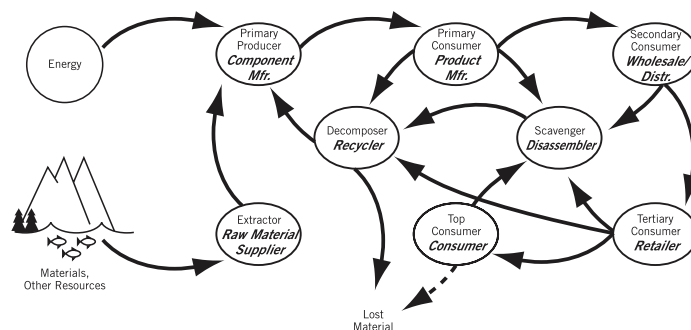 Energy
Primary
Producer
Component
Mfr.
Primary
Consumer
Product
Mfr.
Secondary
Consumer
Wholesale/
Distr.
Decomposer
Recycler
Scavenger
Disassembler
Extractor
Raw Material
Supplier
Top
Consumer
Consumer
Tertiary
Consumer
Retailer
Materials,
Other Resources
Lost
Material